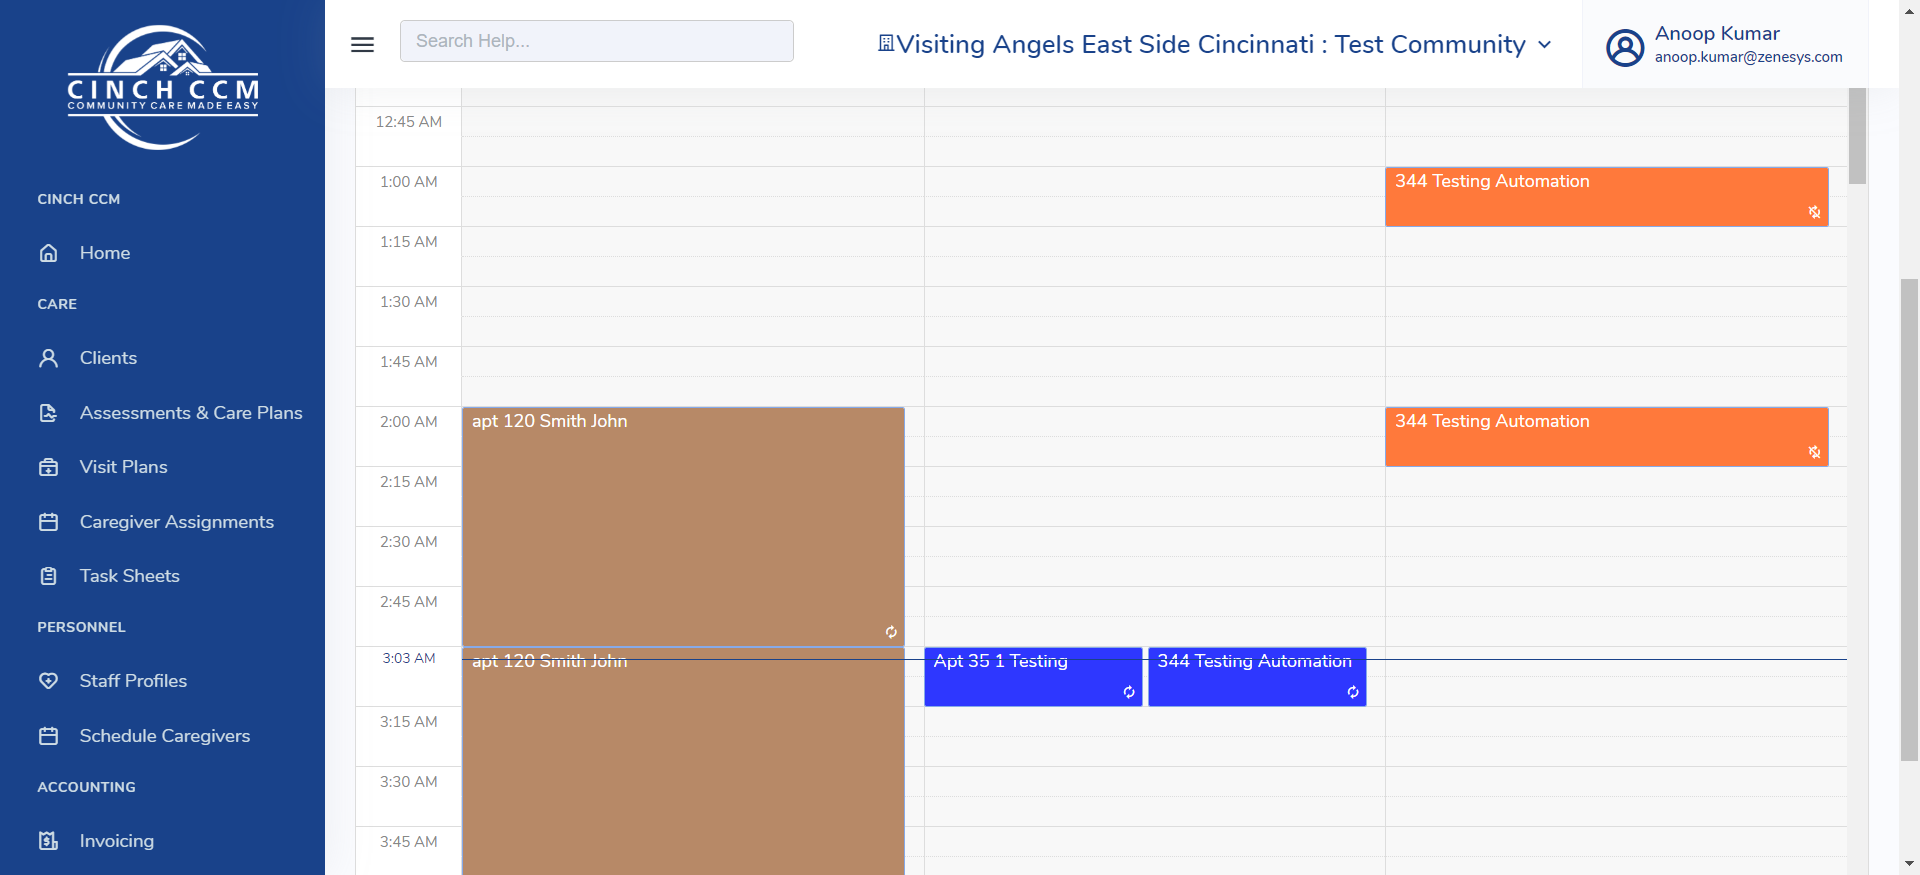 CINCH CCM
COMMUNITY CARE MADE EASY
CINCH CCM
Home
CARE
Clients
Assessments & Care Plans
Visit Plans
Caregiver Assignments
Task Sheets
PERSONNEL
Staff Profiles
Schedule Caregivers
ACCOUNTING
Invoicing
Search Help...
Visiting Angels East Side Cincinnati : Test Community
Anoop Kumar
anoop.kumar@zenesys.com
12:45 AM
1:00 AM
344 Testing Automation
1:15 AM
1:30 AM
1:45 AM
2:00 AM
apt 120 Smith John
344 Testing Automation
2:15 AM
2:30 AM
2:45 AM
3:03 AM
apt 120 Smith John
Apt 35 1 Testing
344 Testing Automation
3:15 AM
3:30 AM
3:45 AM